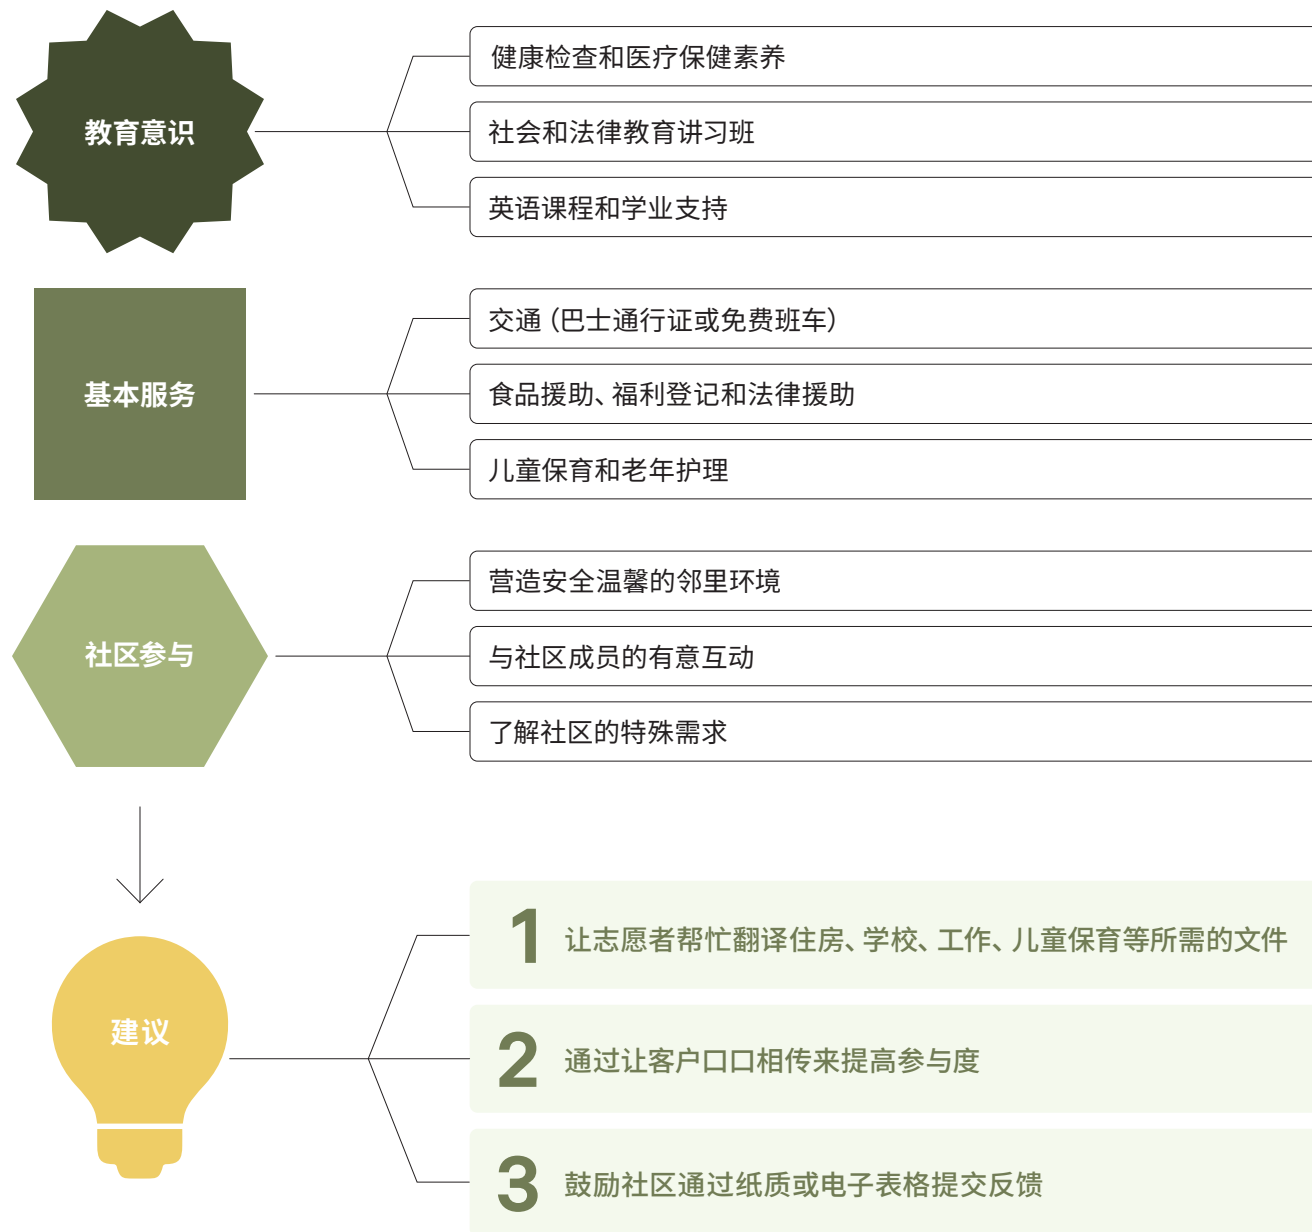 教育意识
健康检查和医疗保健素养
社会和法律教育讲习班
英语课程和学业支持
基本服务
交通（巴士通行证或免费班车）
食品援助、福利登记和法律援助
儿童保育和老年护理
社区参与
营造安全温馨的邻里环境
与社区成员的有意互动
了解社区的特殊需求
建议
1 让志愿者帮忙翻译住房、学校、工作、儿童保育等所需的文件
2 通过让客户口口相传来提高参与度
3 鼓励社区通过纸质或电子表格提交反馈